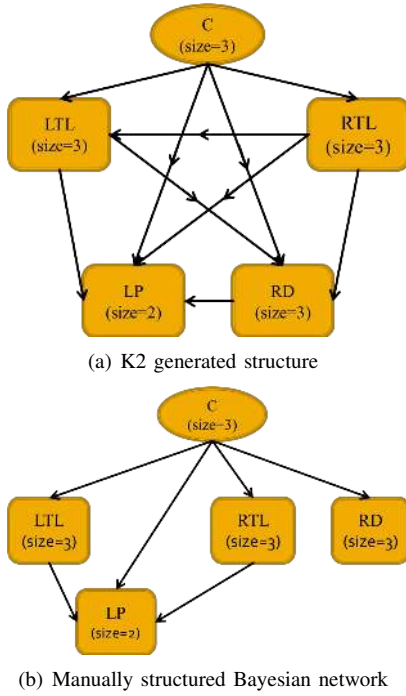 C
(size=3)
LTL
(size=3)
RTL
(size=3)
LP
(size=2)
RD
(size=3)
(a) K2 generated structure
C
(size=3)
LTL
(size=3)
RTL
(size=3)
RD
(size=3)
LP
(size=2)
(b) Manually structured Bayesian network